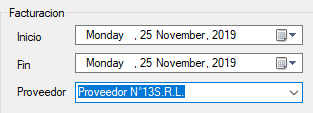 Facturacion
Inicio Monday , 25 November , 2019
Fin Monday , 25 November , 2019
Proveedor Proveedor N°13S.R.L.